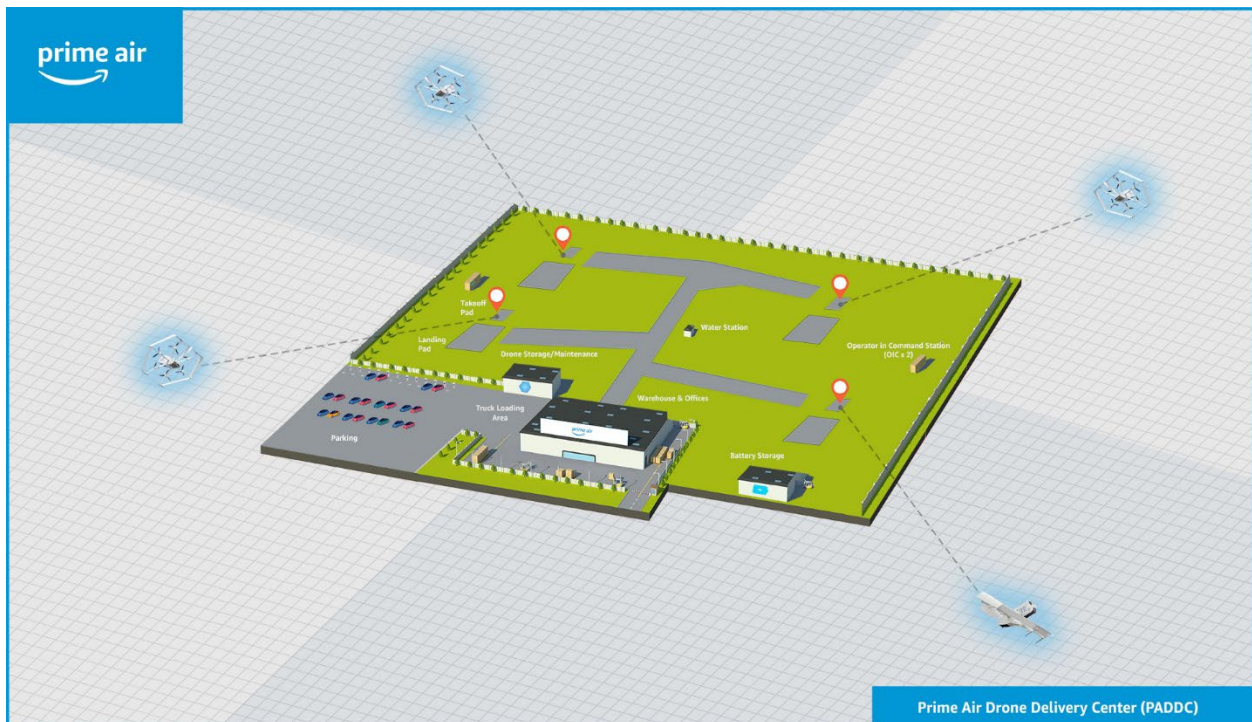 prime air
Takeoff
Pad
Landing
Pad
Water Station
Drone Storage/Maintenance
Operator in Command Station
(OIC x 2)
Warehouse & Offices
Truck Loading
Area
prime air
Parking
Battery Storage
Prime Air Drone Delivery Center (PADDC)